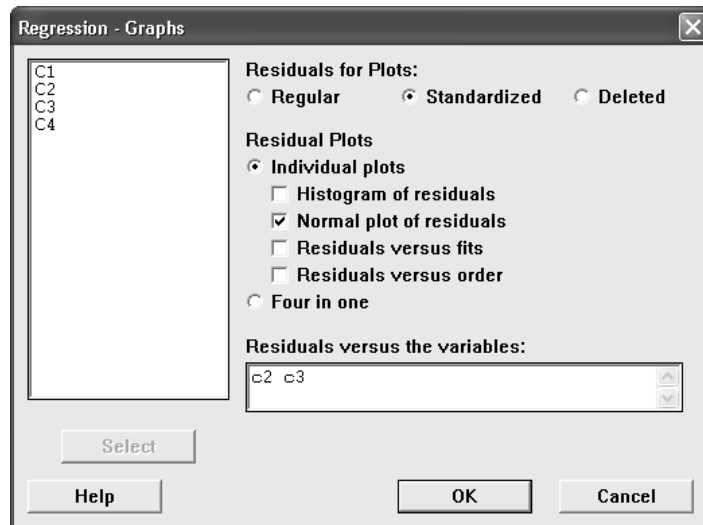 Regression - Graphs
C1
C2
C3
C4
Residuals for Plots:
Regular Standardized Deleted
Residual Plots
Individual plots
Histogram of residuals
Normal plot of residuals
Residuals versus fits
Residuals versus order
Four in one
Residuals versus the variables:
c2 c3
Select
Help OK Cancel